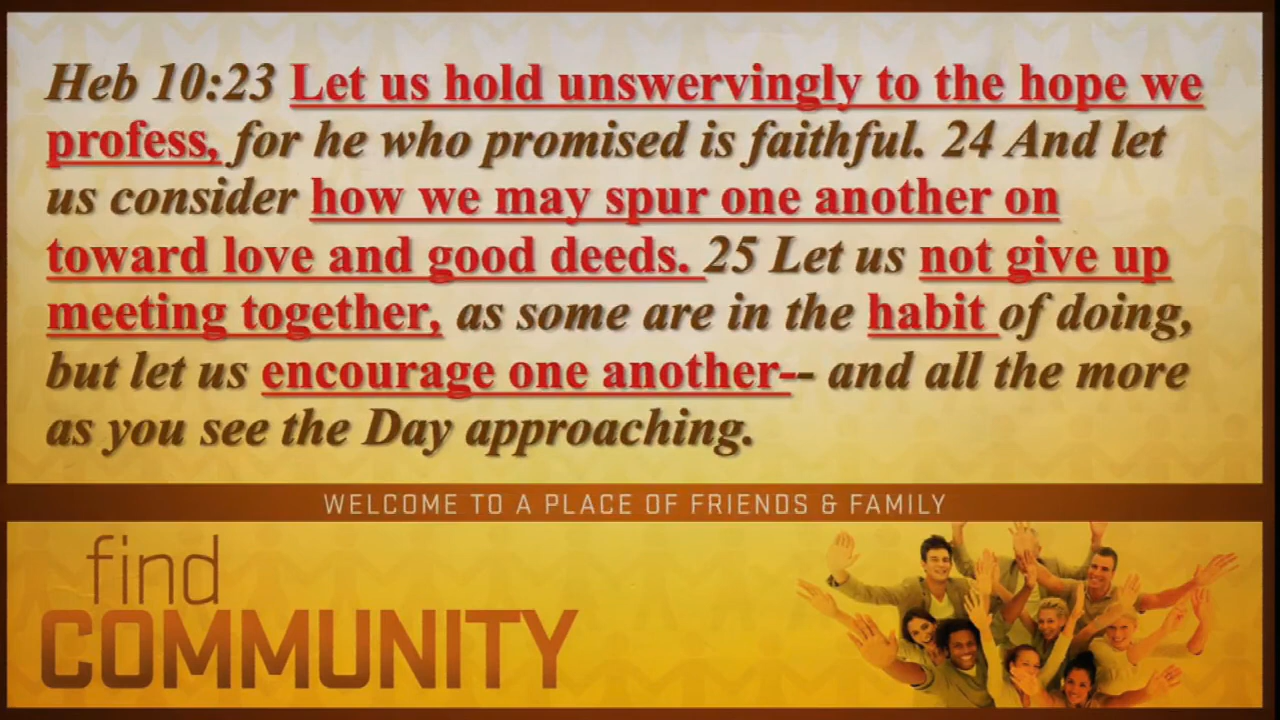 Heb 10:23 Let us hold unswervingly to the hope we
profess, for he who promised is faithful. 24 And let
us consider how we may spur one another on
toward love and good deeds. 25 Let us not give up
meeting together, as some are in the habit of doing,
but let us encourage one another-- and all the more
as you see the Day approaching.
WELCOME TO A PLACE OF FRIENDS & FAMILY
find
COMMUNITY